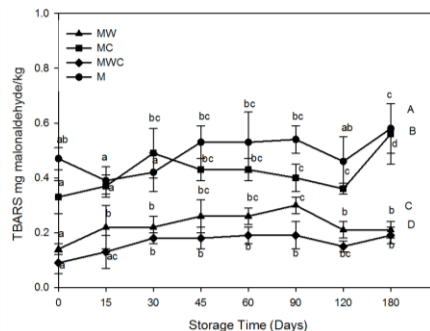 1.0
0.8
0.6
0.4
0.2
0.0
TBARS mg malonaldehyde/kg
MW
MC
MWC
M
ab a bc bc bc bc ab c
a a a bc bc c c d
a b b bc bc c b b
a ac b b b b bc b
A
B
C
D
0 15 30 45 60 90 120 180
Storage Time (Days)